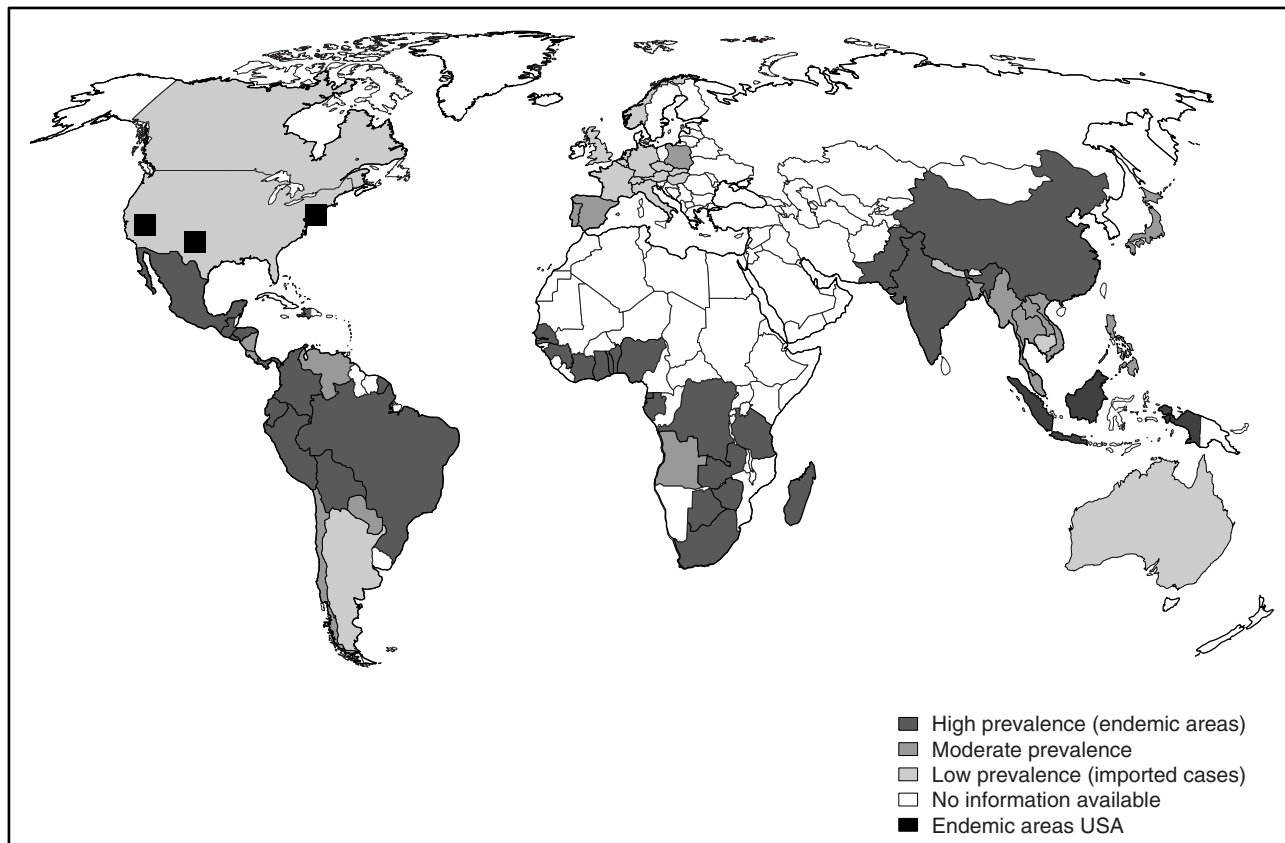 High prevalence (endemic areas)
Moderate prevalence
Low prevalence (imported cases)
No information available
Endemic areas USA